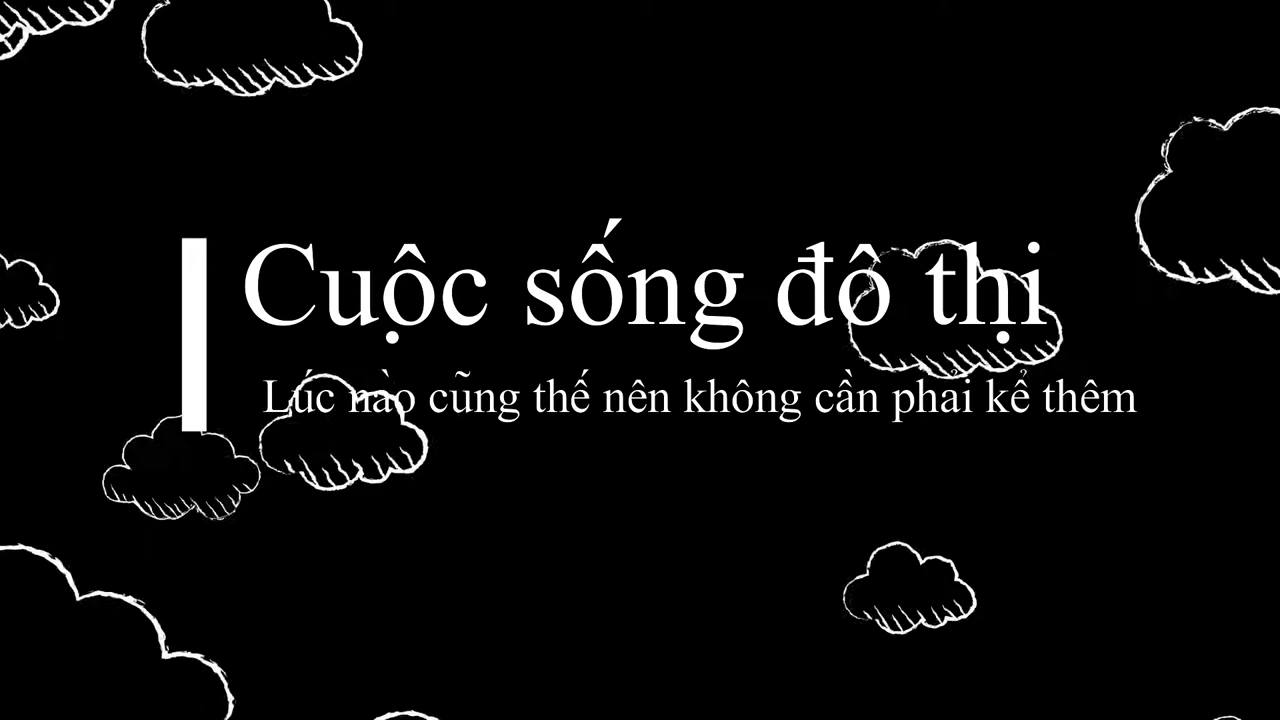 Cuộc sống đô thị
Lúc nào cũng thế nên không cần phải kể thêm